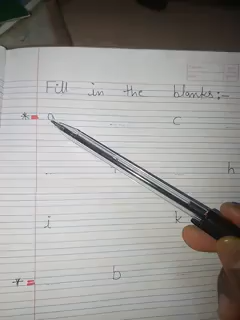 Fill in the blanks:-
* a ... c
... h
i k
* b